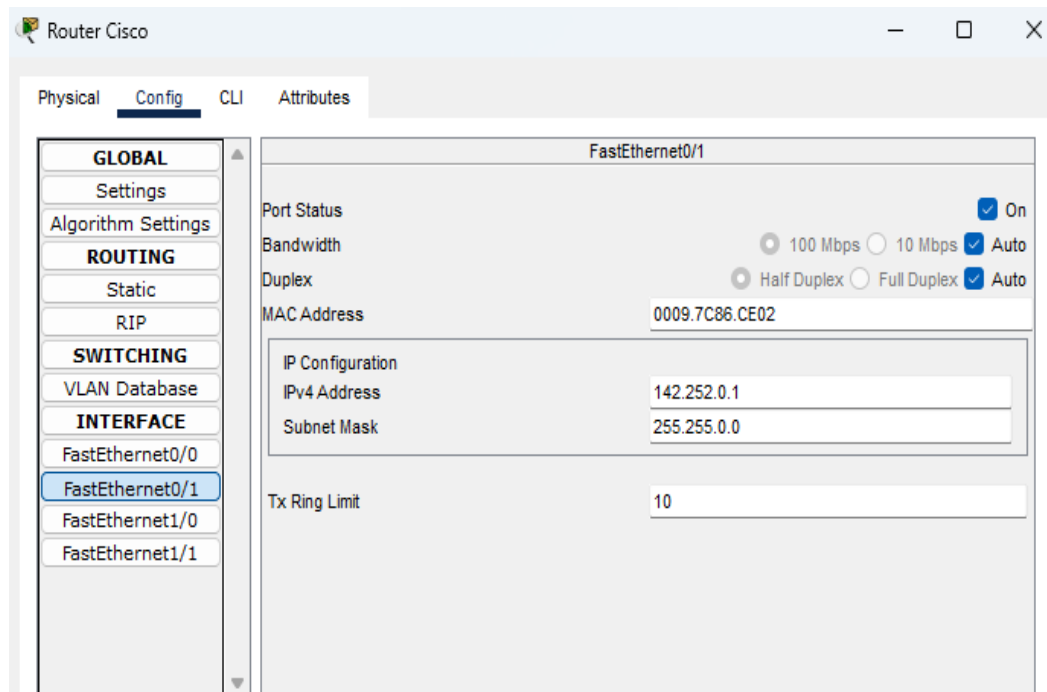 Router Cisco
Physical Config CLI Attributes
GLOBAL
Settings
Algorithm Settings
ROUTING
Static
RIP
SWITCHING
VLAN Database
INTERFACE
FastEthernet0/0
FastEthernet0/1
FastEthernet1/0
FastEthernet1/1
FastEthernet0/1
Port Status On
Bandwidth 100 Mbps 10 Mbps Auto
Duplex Half Duplex Full Duplex Auto
MAC Address 0009.7C86.CE02
IP Configuration
IPv4 Address 142.252.0.1
Subnet Mask 255.255.0.0
Tx Ring Limit 10